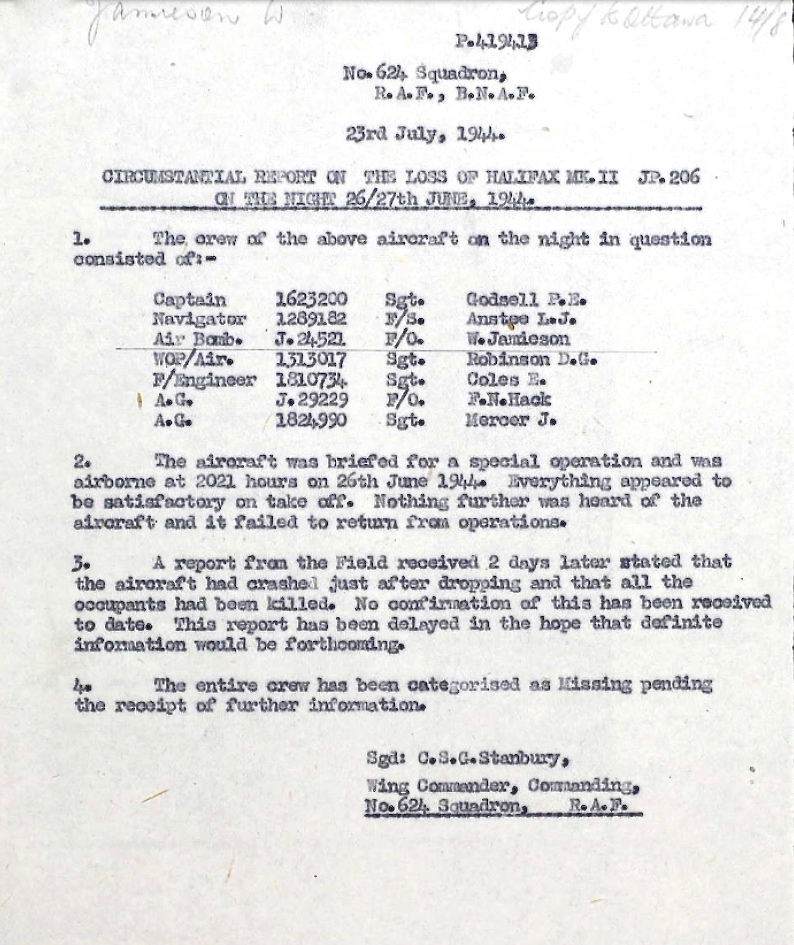 Jamieson W
Copy to Ottawa 14/8
P.419413
No.624 Squadron,
R.A.F., B.N.A.F.
23rd July, 1944.
CIRCUMSTANTIAL REPORT ON THE LOSS OF HALIFAX MK.II JP.206
ON THE NIGHT 26/27th JUNE, 1944.
1. The crew of the above aircraft on the night in question
consisted of:-
Captain 1623200 Sgt. Godsell P.E.
Navigator 1289182 F/S. Anstee L.J.
Air Bomb. J.24521 F/O. W.Jamieson
WOP/Air. 1313017 Sgt. Robinson D.G.
F/Engineer 1810734 Sgt. Coles E.
A.G. J.29229 F/O. F.N.Hack
A.G. 1824990 Sgt. Mercer J.
2. The aircraft was briefed for a special operation and was
airborne at 2021 hours on 26th June 1944. Everything appeared to
be satisfactory on take off. Nothing further was heard of the
aircraft and it failed to return from operations.
3. A report from the Field received 2 days later stated that
the aircraft had crashed just after dropping and that all the
occupants had been killed. No confirmation of this has been received
to date. This report has been delayed in the hope that definite
information would be forthcoming.
4. The entire crew has been categorised as Missing pending
the receipt of further information.
Sgd: C.S.G.Stanbury,
Wing Commander, Commanding,
No.624 Squadron, R.A.F.